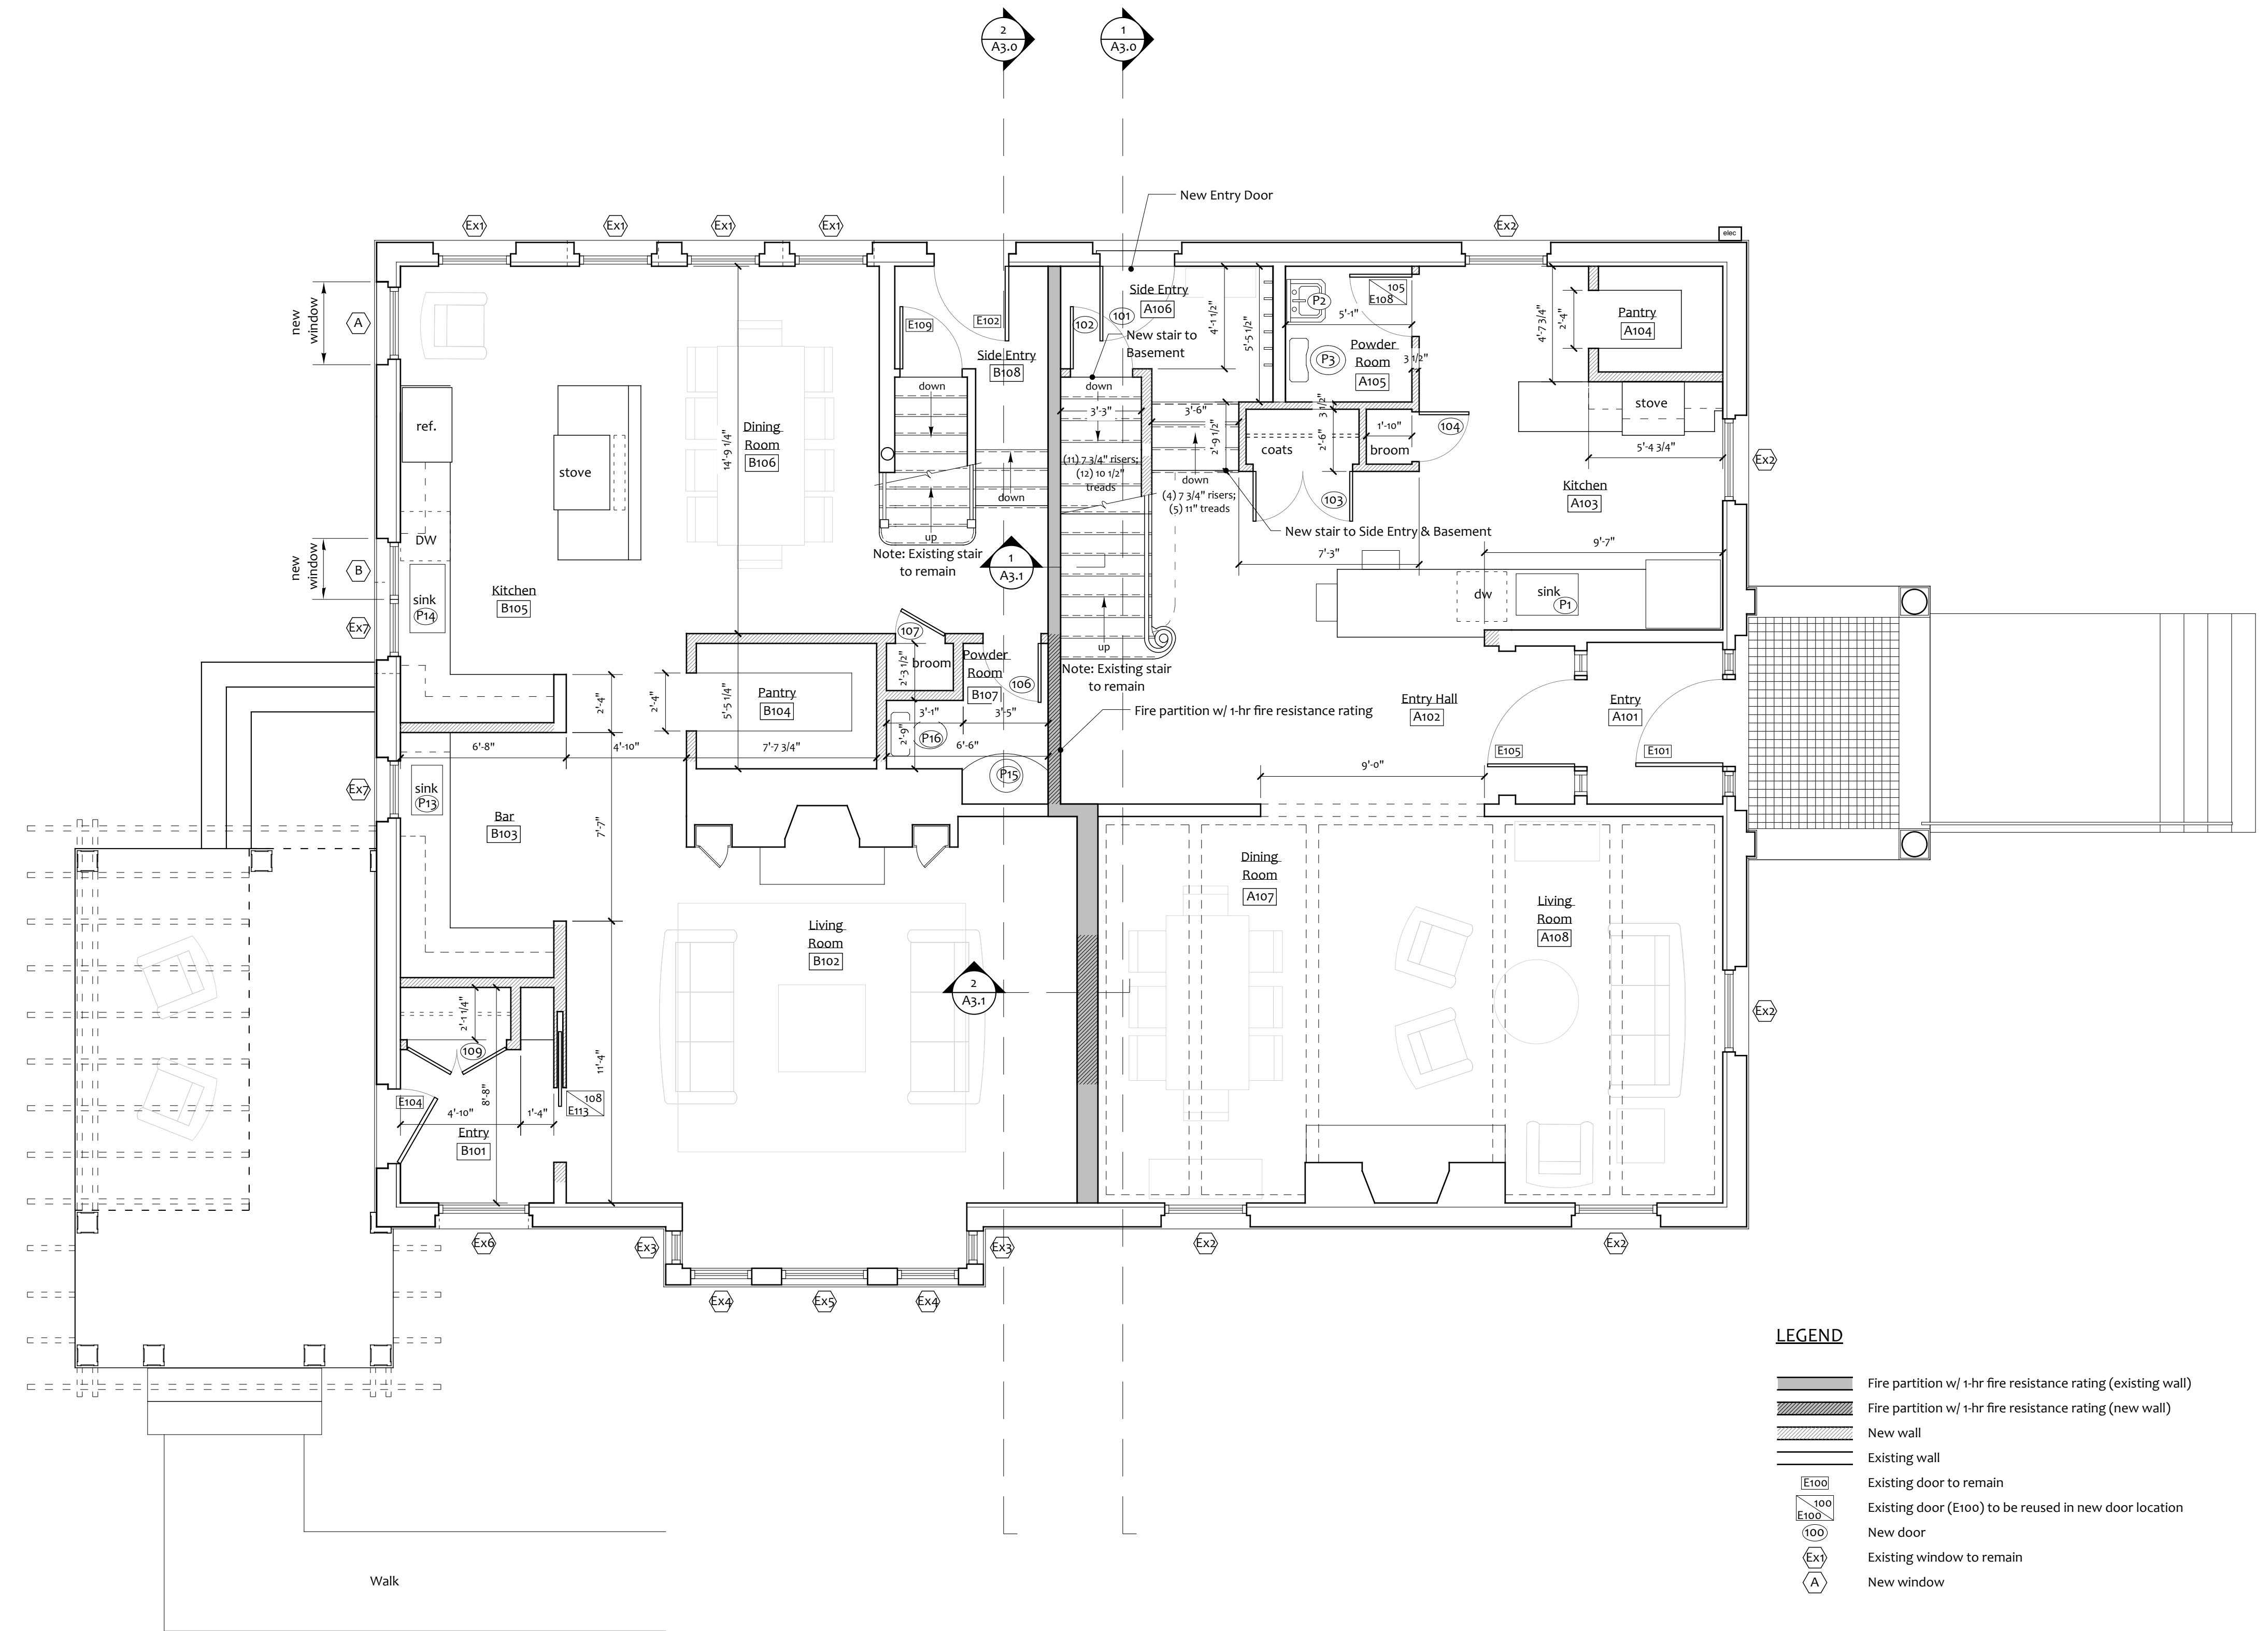 2
A3.0
1
A3.0
New Entry Door
Ex1
Ex1
Ex1
Ex1
Ex2
elec
new
window
A
Side Entry
A106
E109
E102
102
101
New stair to
Basement
4'-1 1/2"
5'-5 1/2"
P2
105
E108
5'-1"
P3
Powder
Room
A105
3 1/2"
4'-7 3/4"
2'-4"
Pantry
A104
Side Entry
B108
down
down
ref.
stove
14'-9 1/4"
Dining
Room
B106
3'-3"
3'-6"
2'-9 1/2"
3 1/2"
2'-6"
coats
1'-10"
broom
104
stove
5'-4 3/4"
Ex2
(11) 7 3/4" risers;
(12) 10 1/2"
treads
down
down
(4) 7 3/4" risers;
(5) 11" treads
103
Kitchen
A103
DW
up
Note: Existing stair
to remain
New stair to Side Entry & Basement
7'-3"
9'-7"
1
A3.1
new
window
B
Kitchen
B105
sink
P14
dw
sink
P1
Ex7
107
broom
2'-3 1/2"
Powder
Room
B107
106
up
Note: Existing stair
to remain
2'-4"
2'-4"
5'-5 1/4"
Pantry
B104
3'-1"
3'-5"
2'-9"
P16
6'-6"
Fire partition w/ 1-hr fire resistance rating
Entry Hall
A102
Entry
A101
E105
E101
6'-8"
4'-10"
7'-7 3/4"
P15
9'-0"
Ex7
sink
P13
Bar
B103
7'-7"
Dining
Room
A107
Living
Room
B102
Living
Room
A108
2
A3.1
Ex2
2'-1 1/4"
109
8'-8"
11'-4"
E104
4'-10"
1'-4"
108
E113
Entry
B101
Ex6
Ex3
Ex3
Ex2
Ex2
Ex4
Ex5
Ex4
LEGEND
Fire partition w/ 1-hr fire resistance rating (existing wall)
Fire partition w/ 1-hr fire resistance rating (new wall)
New wall
Existing wall
E100
Existing door to remain
100
E100
Existing door (E100) to be reused in new door location
100
New door
Ex1
Existing window to remain
A
New window
Walk